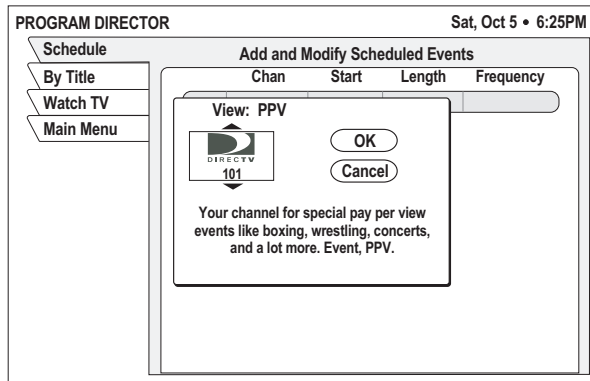 PROGRAM DIRECTOR Sat, Oct 5 • 6:25PM
Schedule
By Title
Watch TV
Main Menu
Add and Modify Scheduled Events
Chan Start Length Frequency
View: PPV
DIRECTV
101
OK
Cancel
Your channel for special pay per view
events like boxing, wrestling, concerts,
and a lot more. Event, PPV.